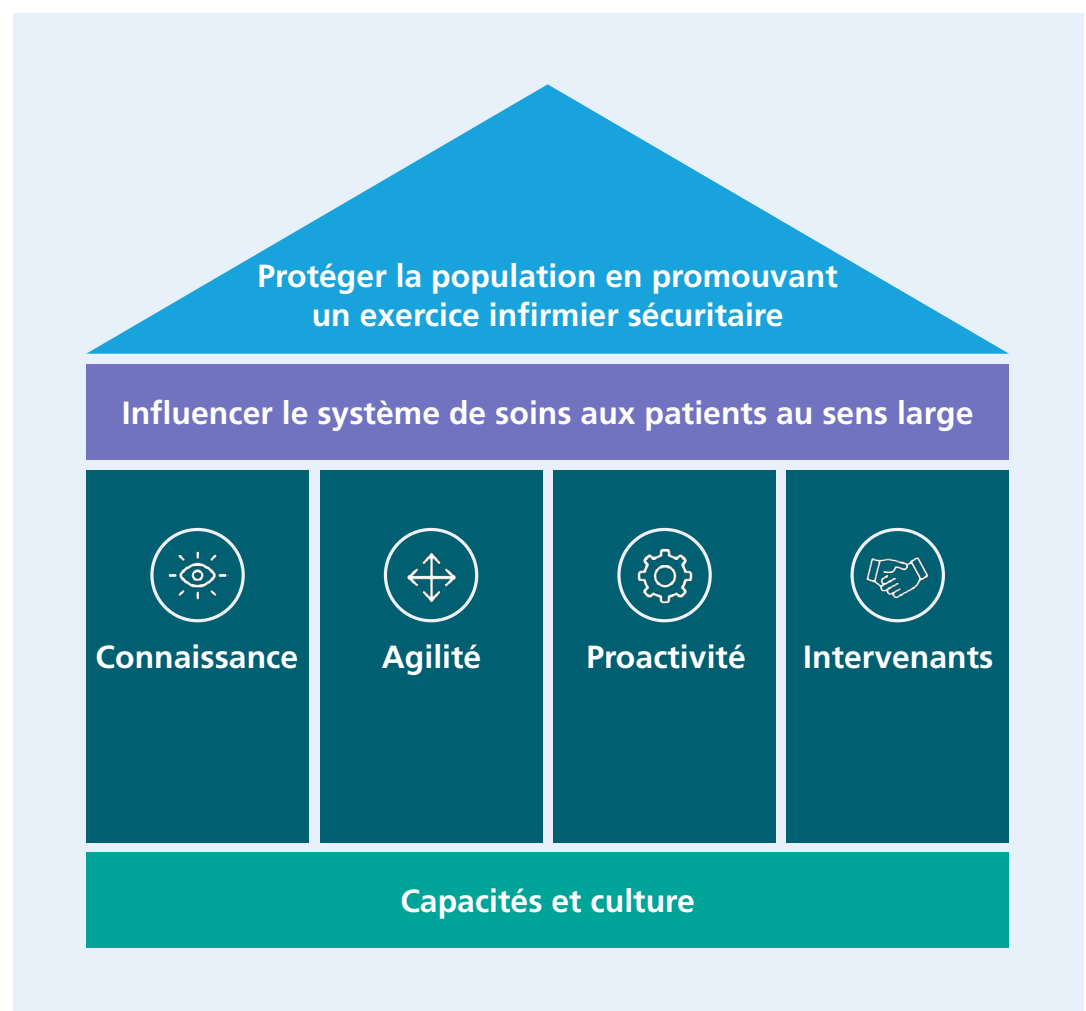 Protéger la population en promouvant
un exercice infirmier sécuritaire
Influencer le système de soins aux patients au sens large
Connaissance
Agilité
Proactivité
Intervenants
Capacités et culture